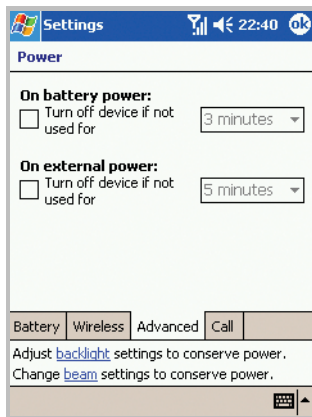 Settings 22:40 ok
Power
On battery power:
Turn off device if not
used for
3 minutes
On external power:
Turn off device if not
used for
5 minutes
Battery Wireless Advanced Call
Adjust backlight settings to conserve power.
Change beam settings to conserve power.